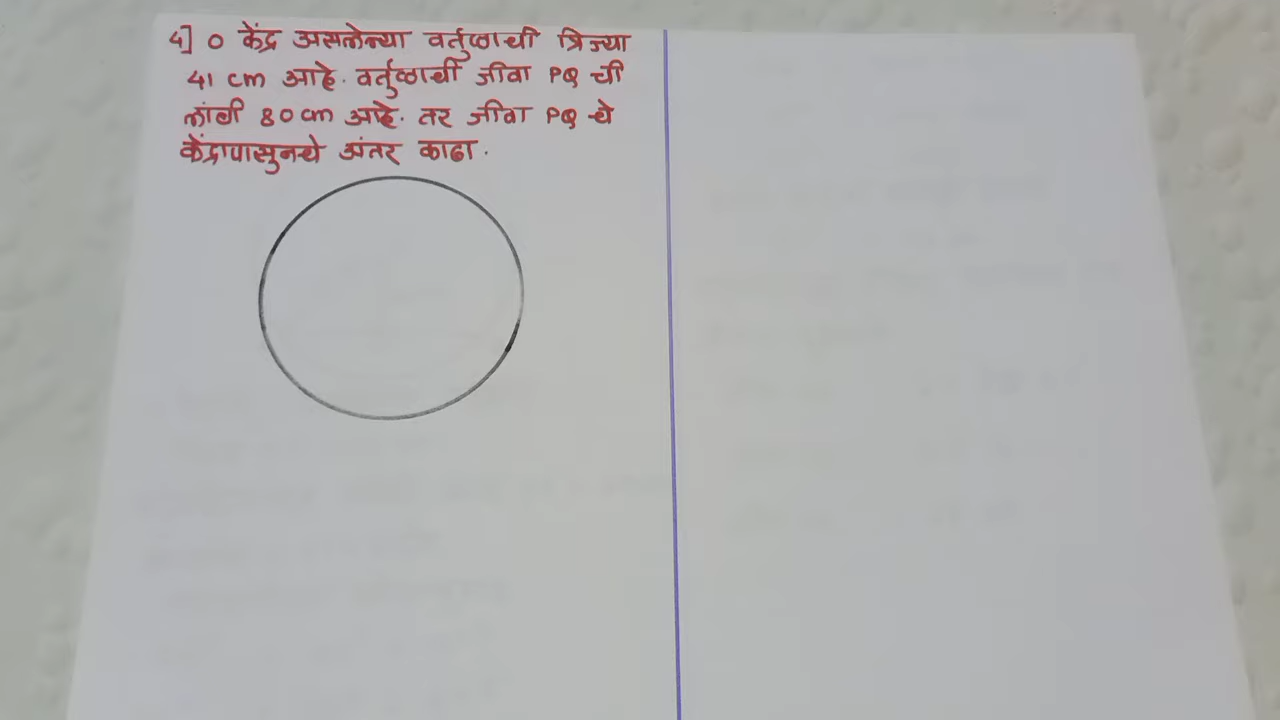 4] O केंद्र असलेल्या वर्तुळाची त्रिज्या
41 cm आहे. वर्तुळाची जीवा PQ ची
लांबी 80 cm आहे. तर जीवा PQ चे
केंद्रापासुनचे अंतर काढा.